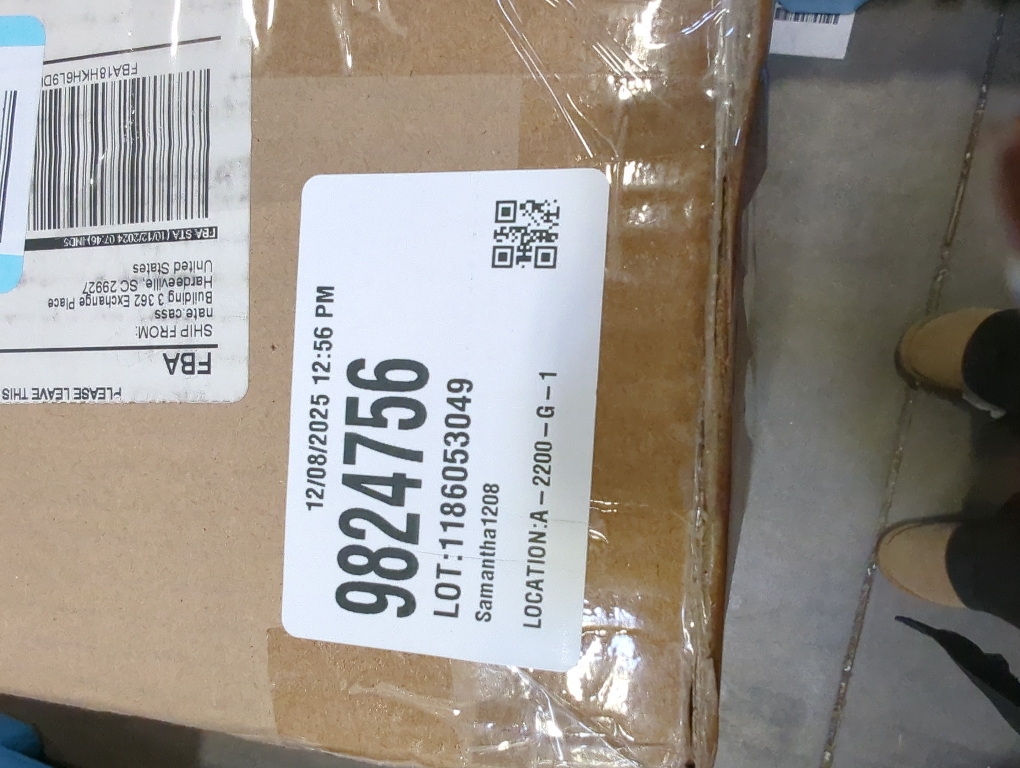 12/08/2025 12:56 PM
9824756
LOT:1186053049
Samantha1208
LOCATION:A-2200-G-1
PLEASE LEAVE THIS
FBA
SHIP FROM:
nate.cass
Building 3 362 Exchange Place
Hardeeville, SC 29927
United States
FBA STA (10/12/2024 07:46)-IND5
FBA18HKH6L9D